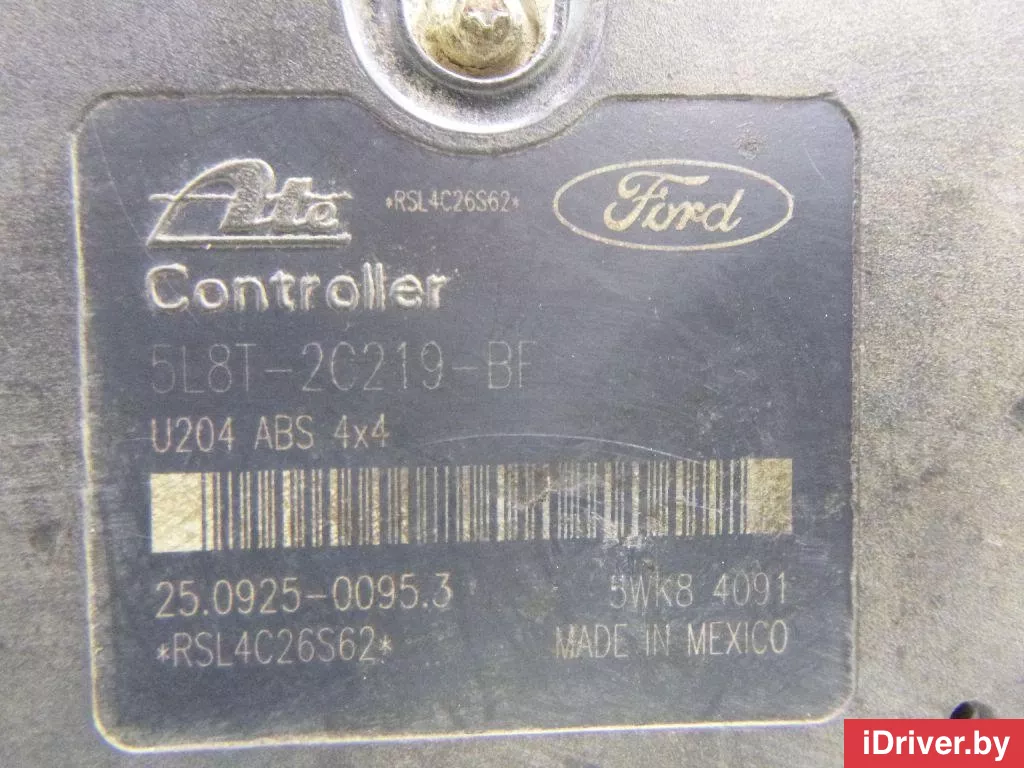 Ate *RSL4C26S62* Ford
Controller
5L8T-2C219-BF
U204 ABS 4x4
25.0925-0095.3 5WK8 4091
*RSL4C26S62* MADE IN MEXICO
iDriver.by